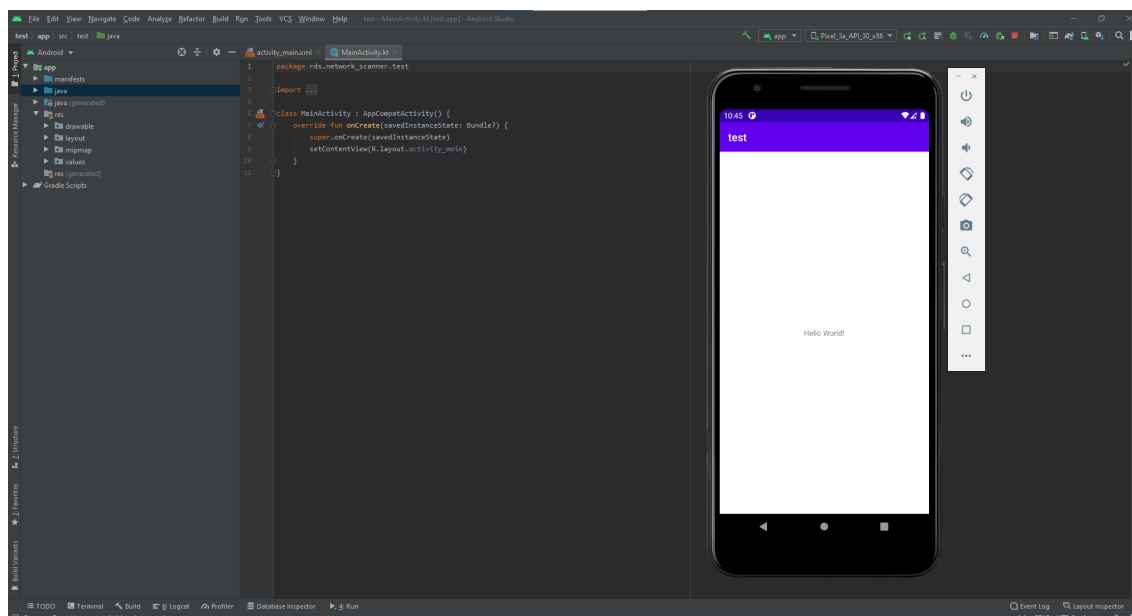 File Edit View Navigate Code Analyze Refactor Build Run Tools VCS Window Help test - MainActivity.kt [test.app] - Android Studio
test app src test java
app Pixel_3a_API_30_x86
1: Project
Resource Manager
Z: Structure
2: Favorites
Build Variants
Android
app
manifests
java
java (generated)
res
drawable
layout
mipmap
values
res (generated)
Gradle Scripts
activity_main.xml MainActivity.kt
1 package rds.network_scanner.test
2
3 import ...
5
6 class MainActivity : AppCompatActivity() {
7 override fun onCreate(savedInstanceState: Bundle?) {
8 super.onCreate(savedInstanceState)
9 setContentView(R.layout.activity_main)
10 }
11 }
10:45
test
Hello World!
TODO Terminal Build 6: Logcat Profiler Database Inspector 4: Run Event Log Layout Inspector